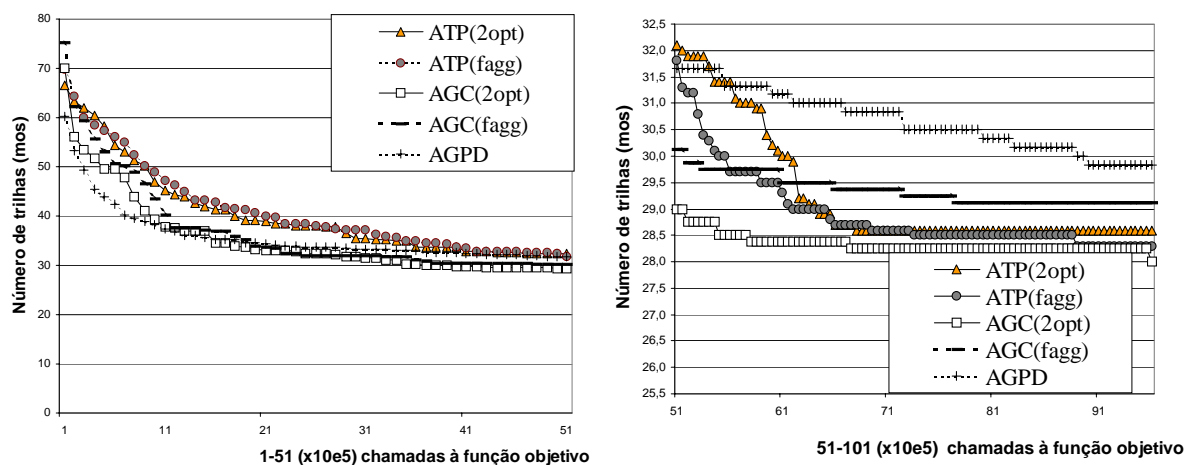 Número de trilhas (mos)
80
70
60
50
40
30
20
10
0
1
11
21
31
41
51
1-51 (x10e5) chamadas à função objetivo
ATP(2opt)
ATP(fagg)
AGC(2opt)
AGC(fagg)
AGPD
Número de trilhas (mos)
32,5
32,0
31,5
31,0
30,5
30,0
29,5
29,0
28,5
28,0
27,5
27,0
26,5
26,0
25,5
51
61
71
81
91
51-101 (x10e5) chamadas à função objetivo
ATP(2opt)
ATP(fagg)
AGC(2opt)
AGC(fagg)
AGPD